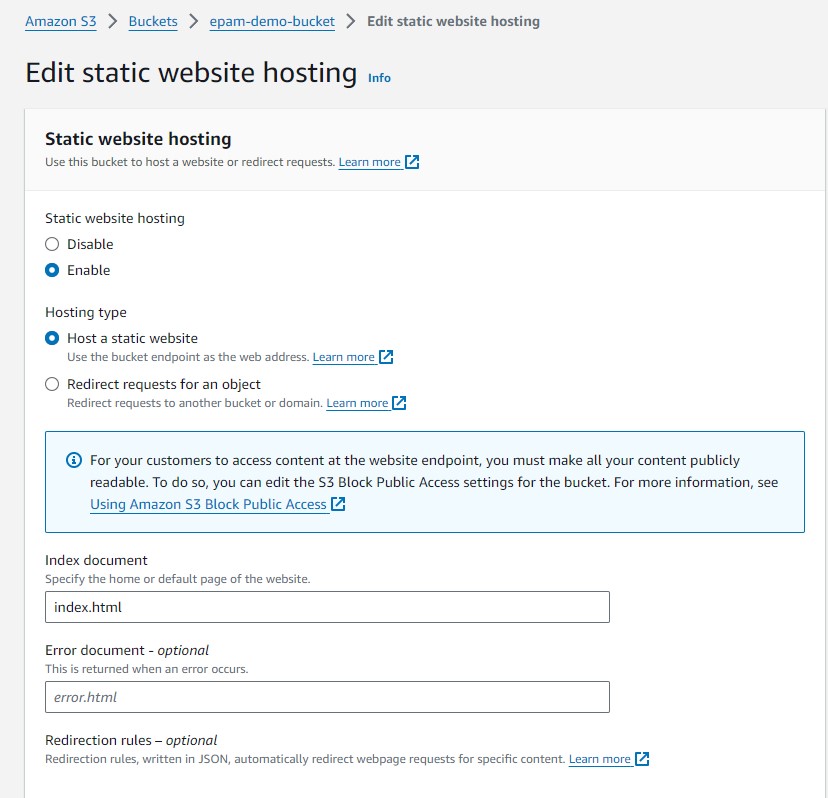 Amazon S3 > Buckets > epam-demo-bucket > Edit static website hosting
Edit static website hosting Info
Static website hosting
Use this bucket to host a website or redirect requests. Learn more
Static website hosting
Disable
Enable
Hosting type
Host a static website
Use the bucket endpoint as the web address. Learn more
Redirect requests for an object
Redirect requests to another bucket or domain. Learn more
For your customers to access content at the website endpoint, you must make all your content publicly
readable. To do so, you can edit the S3 Block Public Access settings for the bucket. For more information, see
Using Amazon S3 Block Public Access
Index document
Specify the home or default page of the website.
index.html
Error document - optional
This is returned when an error occurs.
error.html
Redirection rules – optional
Redirection rules, written in JSON, automatically redirect webpage requests for specific content. Learn more